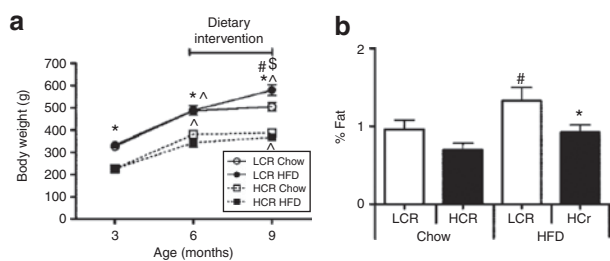 a
Dietary
intervention
# $
* ^
* ^
*
^
^
700
600
500
400
300
200
100
0
Body weight (g)
LCR Chow
LCR HFD
HCR Chow
HCR HFD
3
6
9
Age (months)
b
2
1
0
% Fat
#
*
LCR
HCR
LCR
HCr
Chow
HFD